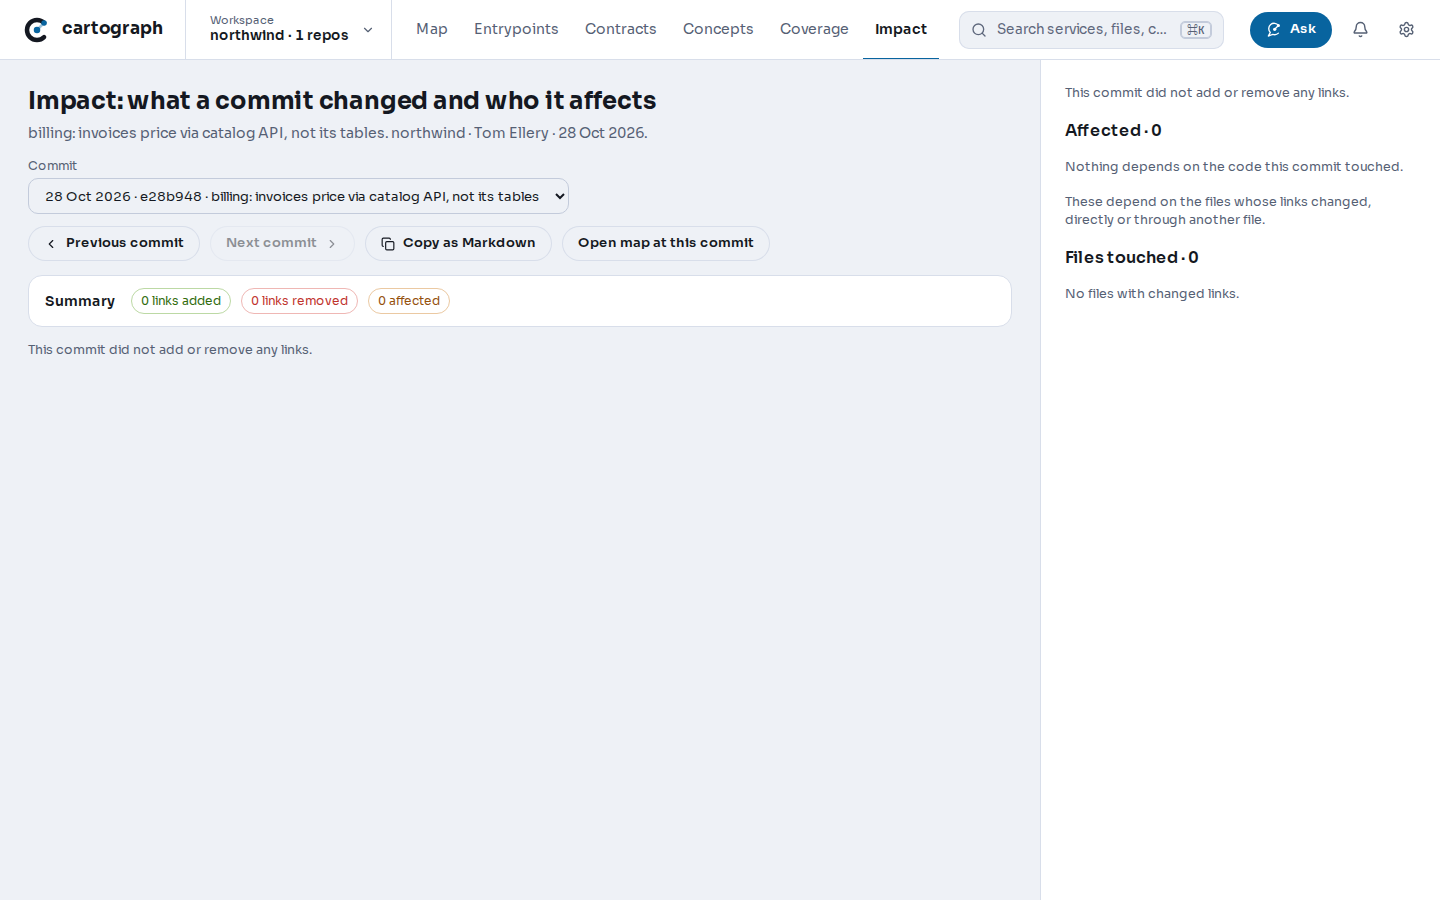 cartograph
Workspace
northwind · 1 repos
Map
Entrypoints
Contracts
Concepts
Coverage
Impact
Search services, files, c...
⌘K
Ask
Impact: what a commit changed and who it affects
billing: invoices price via catalog API, not its tables. northwind · Tom Ellery · 28 Oct 2026.
Commit
28 Oct 2026 · e28b948 · billing: invoices price via catalog API, not its tables
Previous commit
Next commit
Copy as Markdown
Open map at this commit
Summary
0 links added
0 links removed
0 affected
This commit did not add or remove any links.
This commit did not add or remove any links.
Affected · 0
Nothing depends on the code this commit touched.
These depend on the files whose links changed,
directly or through another file.
Files touched · 0
No files with changed links.